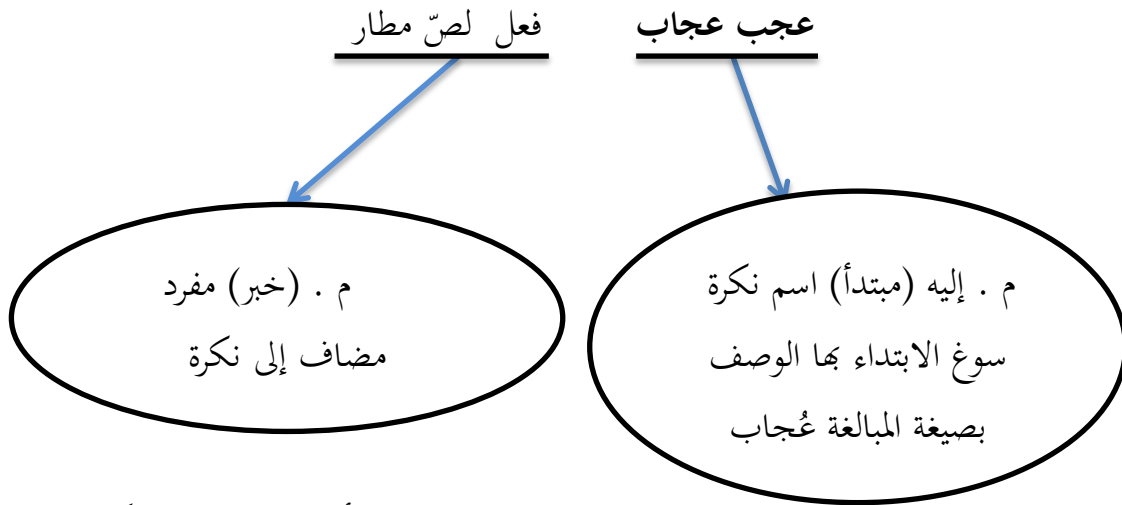 عجب عجاب فعل لصّ مطار
م . إليه (مبتدأ) اسم نكرة
سوغ الابتداء بها الوصف
بصيغة المبالغة عُجاب
م . (خبر) مفرد
مضاف إلى نكرة